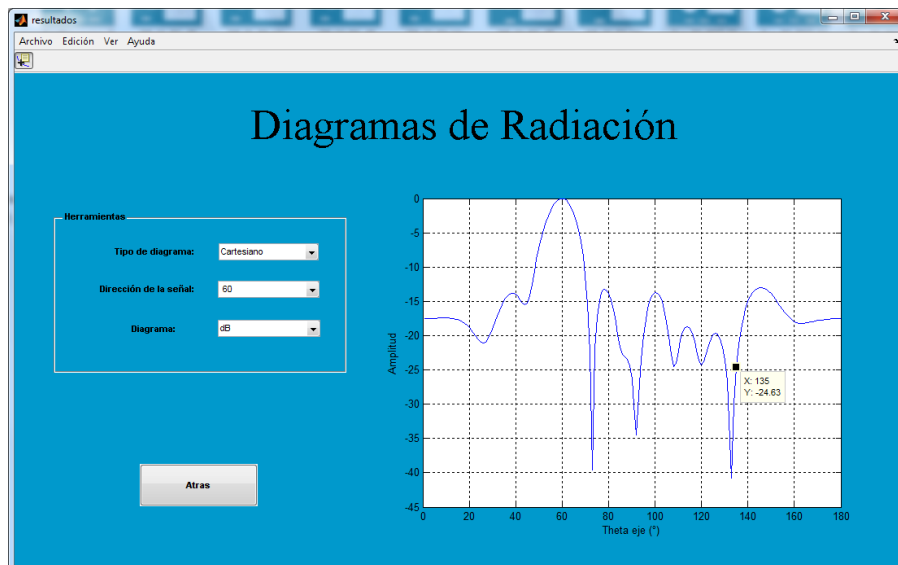 resultados
Archivo Edición Ver Ayuda
Diagramas de Radiación
Herramientas
Tipo de diagrama: Cartesiano
Dirección de la señal: 60
Diagrama: dB
Atras
Amplitud
0
-5
-10
-15
-20
-25
-30
-35
-40
-45
X: 135
Y: -24.63
0 20 40 60 80 100 120 140 160 180
Theta eje (°)